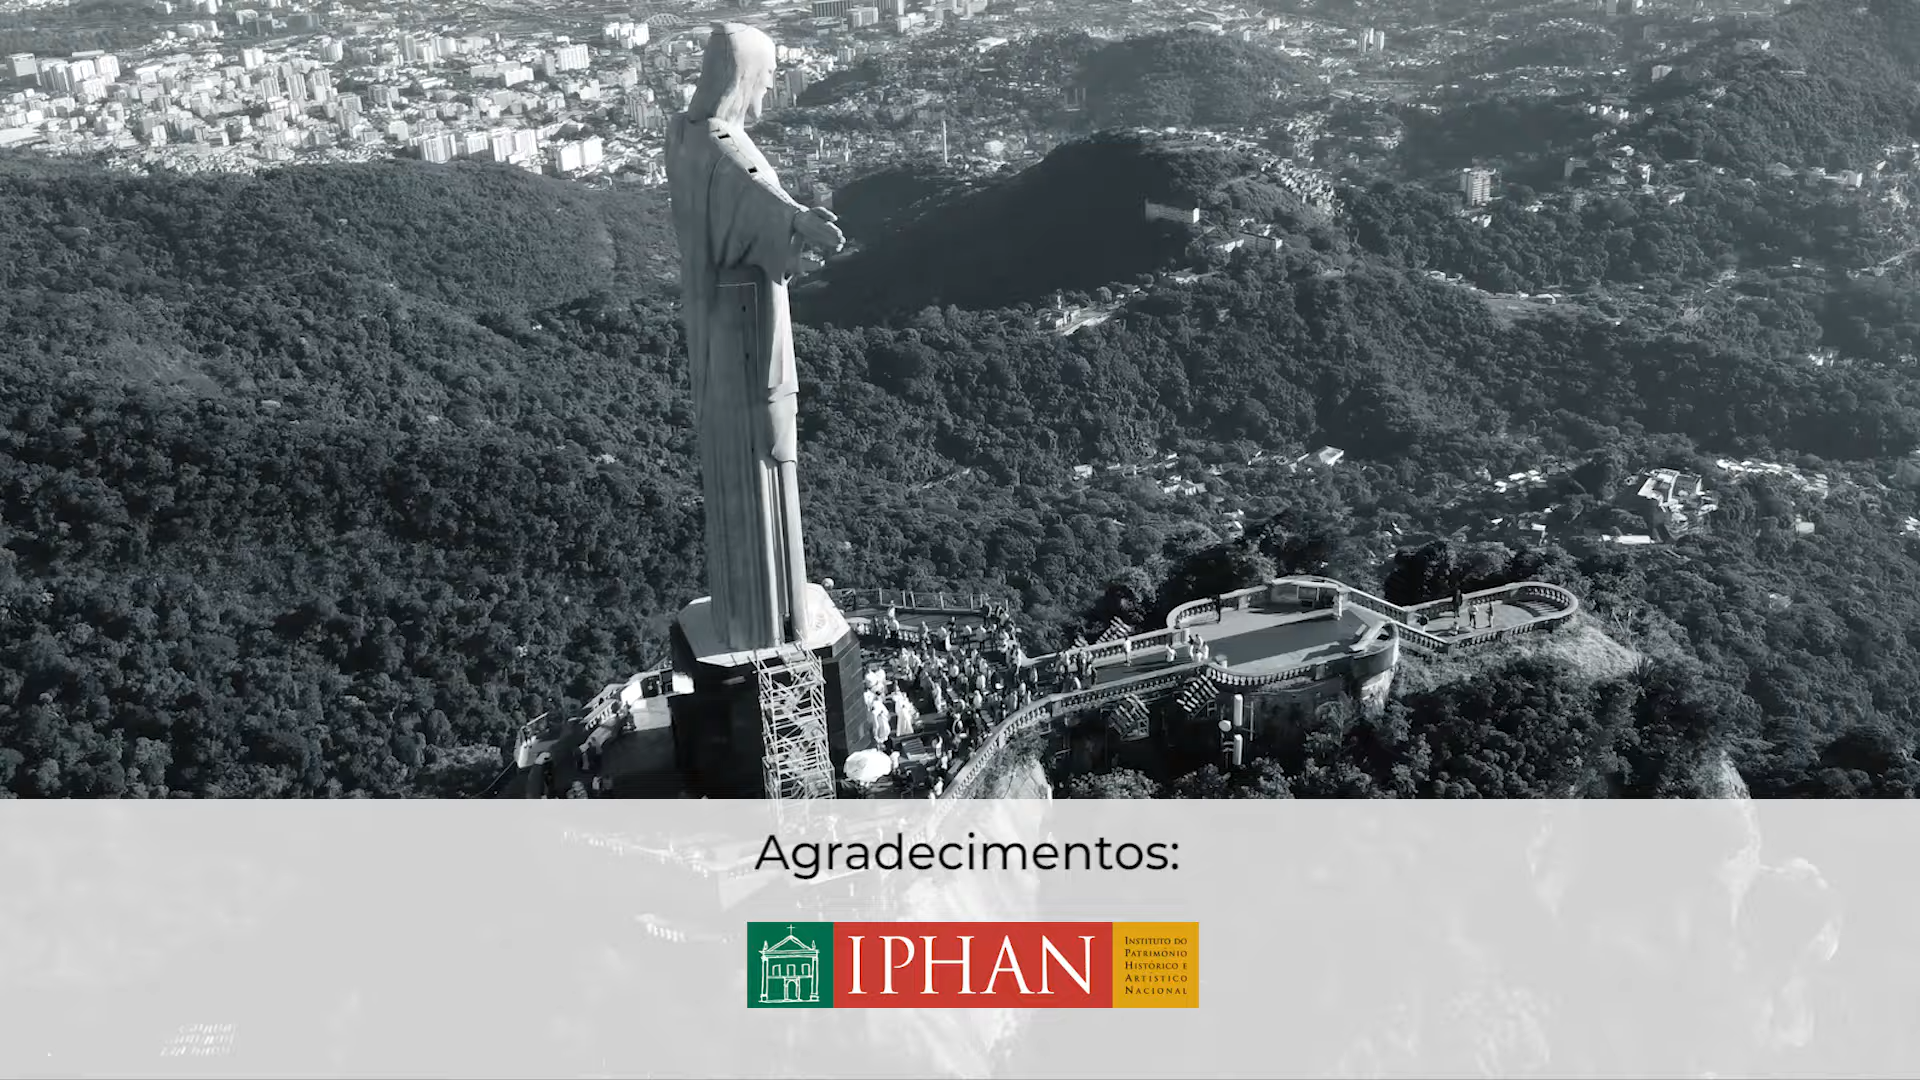 Agradecimentos:
IPHAN
INSTITUTO DO
PATRIMÔNIO
HISTÓRICO E
ARTÍSTICO
NACIONAL